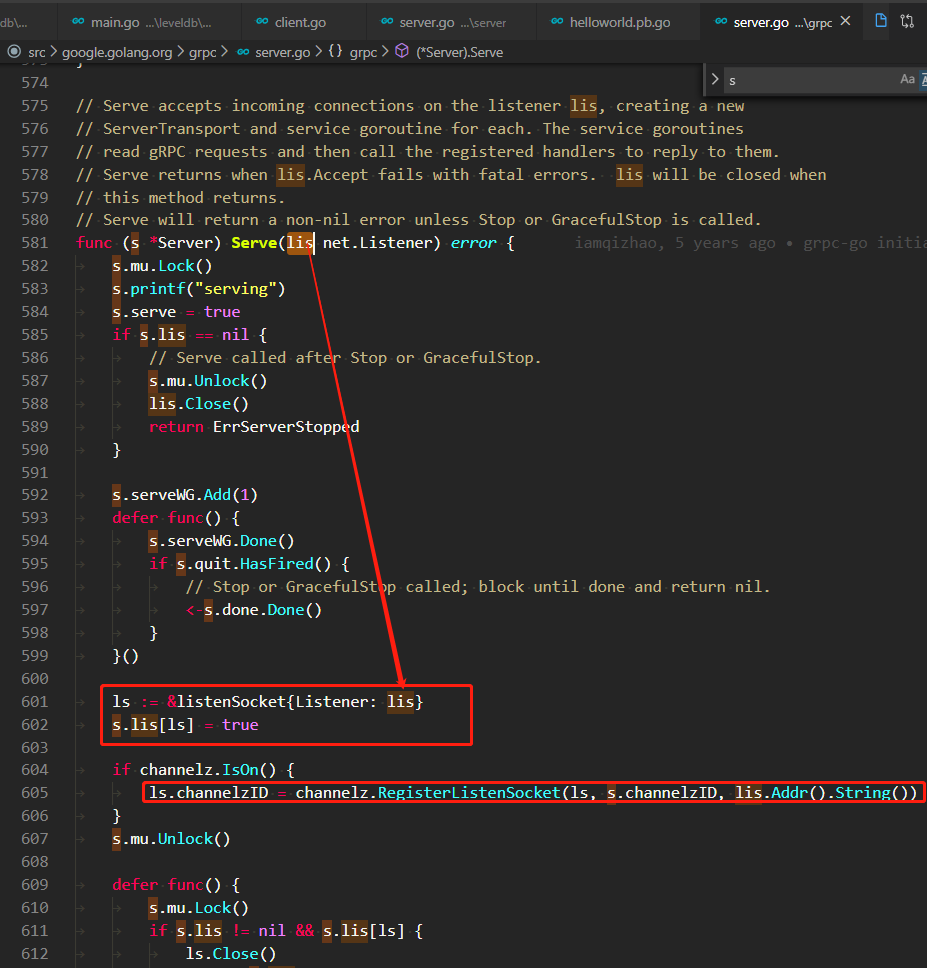 db\...
main.go ...\leveldb\...
client.go
server.go ...\server
helloworld.pb.go
server.go ...\grpc
src > google.golang.org > grpc > server.go > {} grpc > (*Server).Serve
s
Aa
574
575 // Serve accepts incoming connections on the listener lis, creating a new
576 // ServerTransport and service goroutine for each. The service goroutines
577 // read gRPC requests and then call the registered handlers to reply to them.
578 // Serve returns when lis.Accept fails with fatal errors.  lis will be closed when
579 // this method returns.
580 // Serve will return a non-nil error unless Stop or GracefulStop is called.
581 func (s *Server) Serve(lis net.Listener) error {     iamqizhao, 5 years ago • grpc-go initia
582 s.mu.Lock()
583 s.printf("serving")
584 s.serve = true
585 if s.lis == nil {
586 // Serve called after Stop or GracefulStop.
587 s.mu.Unlock()
588 lis.Close()
589 return ErrServerStopped
590 }
591
592 s.serveWG.Add(1)
593 defer func() {
594 s.serveWG.Done()
595 if s.quit.HasFired() {
596 // Stop or GracefulStop called; block until done and return nil.
597 <-s.done.Done()
598 }
599 }()
600
601 ls := &listenSocket{Listener: lis}
602 s.lis[ls] = true
603
604 if channelz.IsOn() {
605 ls.channelzID = channelz.RegisterListenSocket(ls, s.channelzID, lis.Addr().String())
606 }
607 s.mu.Unlock()
608
609 defer func() {
610 s.mu.Lock()
611 if s.lis != nil && s.lis[ls] {
612 ls.Close()